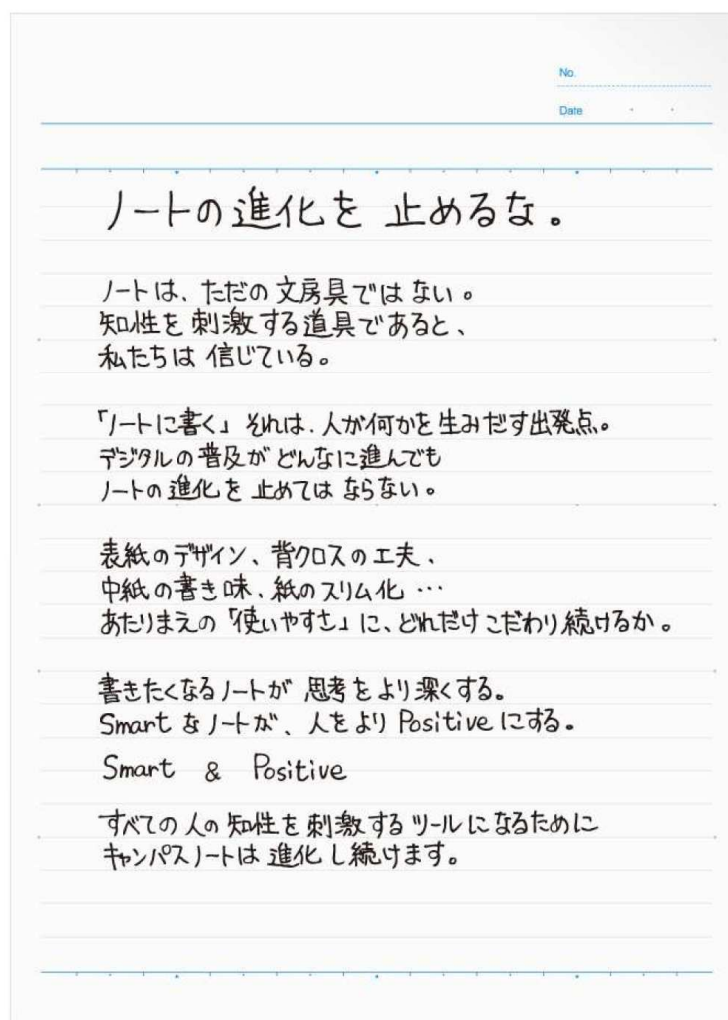 No.
Date
ノートの進化を 止めるな。
ノートは、ただの文房具ではない。
知性を刺激する道具であると、
私たちは信じている。
「ノートに書く」それは、人が何かを生みだす出発点。
デジタルの普及がどんなに進んでも
ノートの進化を止めてはならない。
表紙のデザイン、背クロスの工夫、
中紙の書き味、紙のスリム化…
あたりまえの「使いやすさ」に、どれだけこだわり続けるか。
書きたくなるノートが思考をより深くする。
Smartなノートが、人をよりPositiveにする。
Smart & Positive
すべての人の知性を刺激するツールになるために
キャンパスノートは進化し続けます。